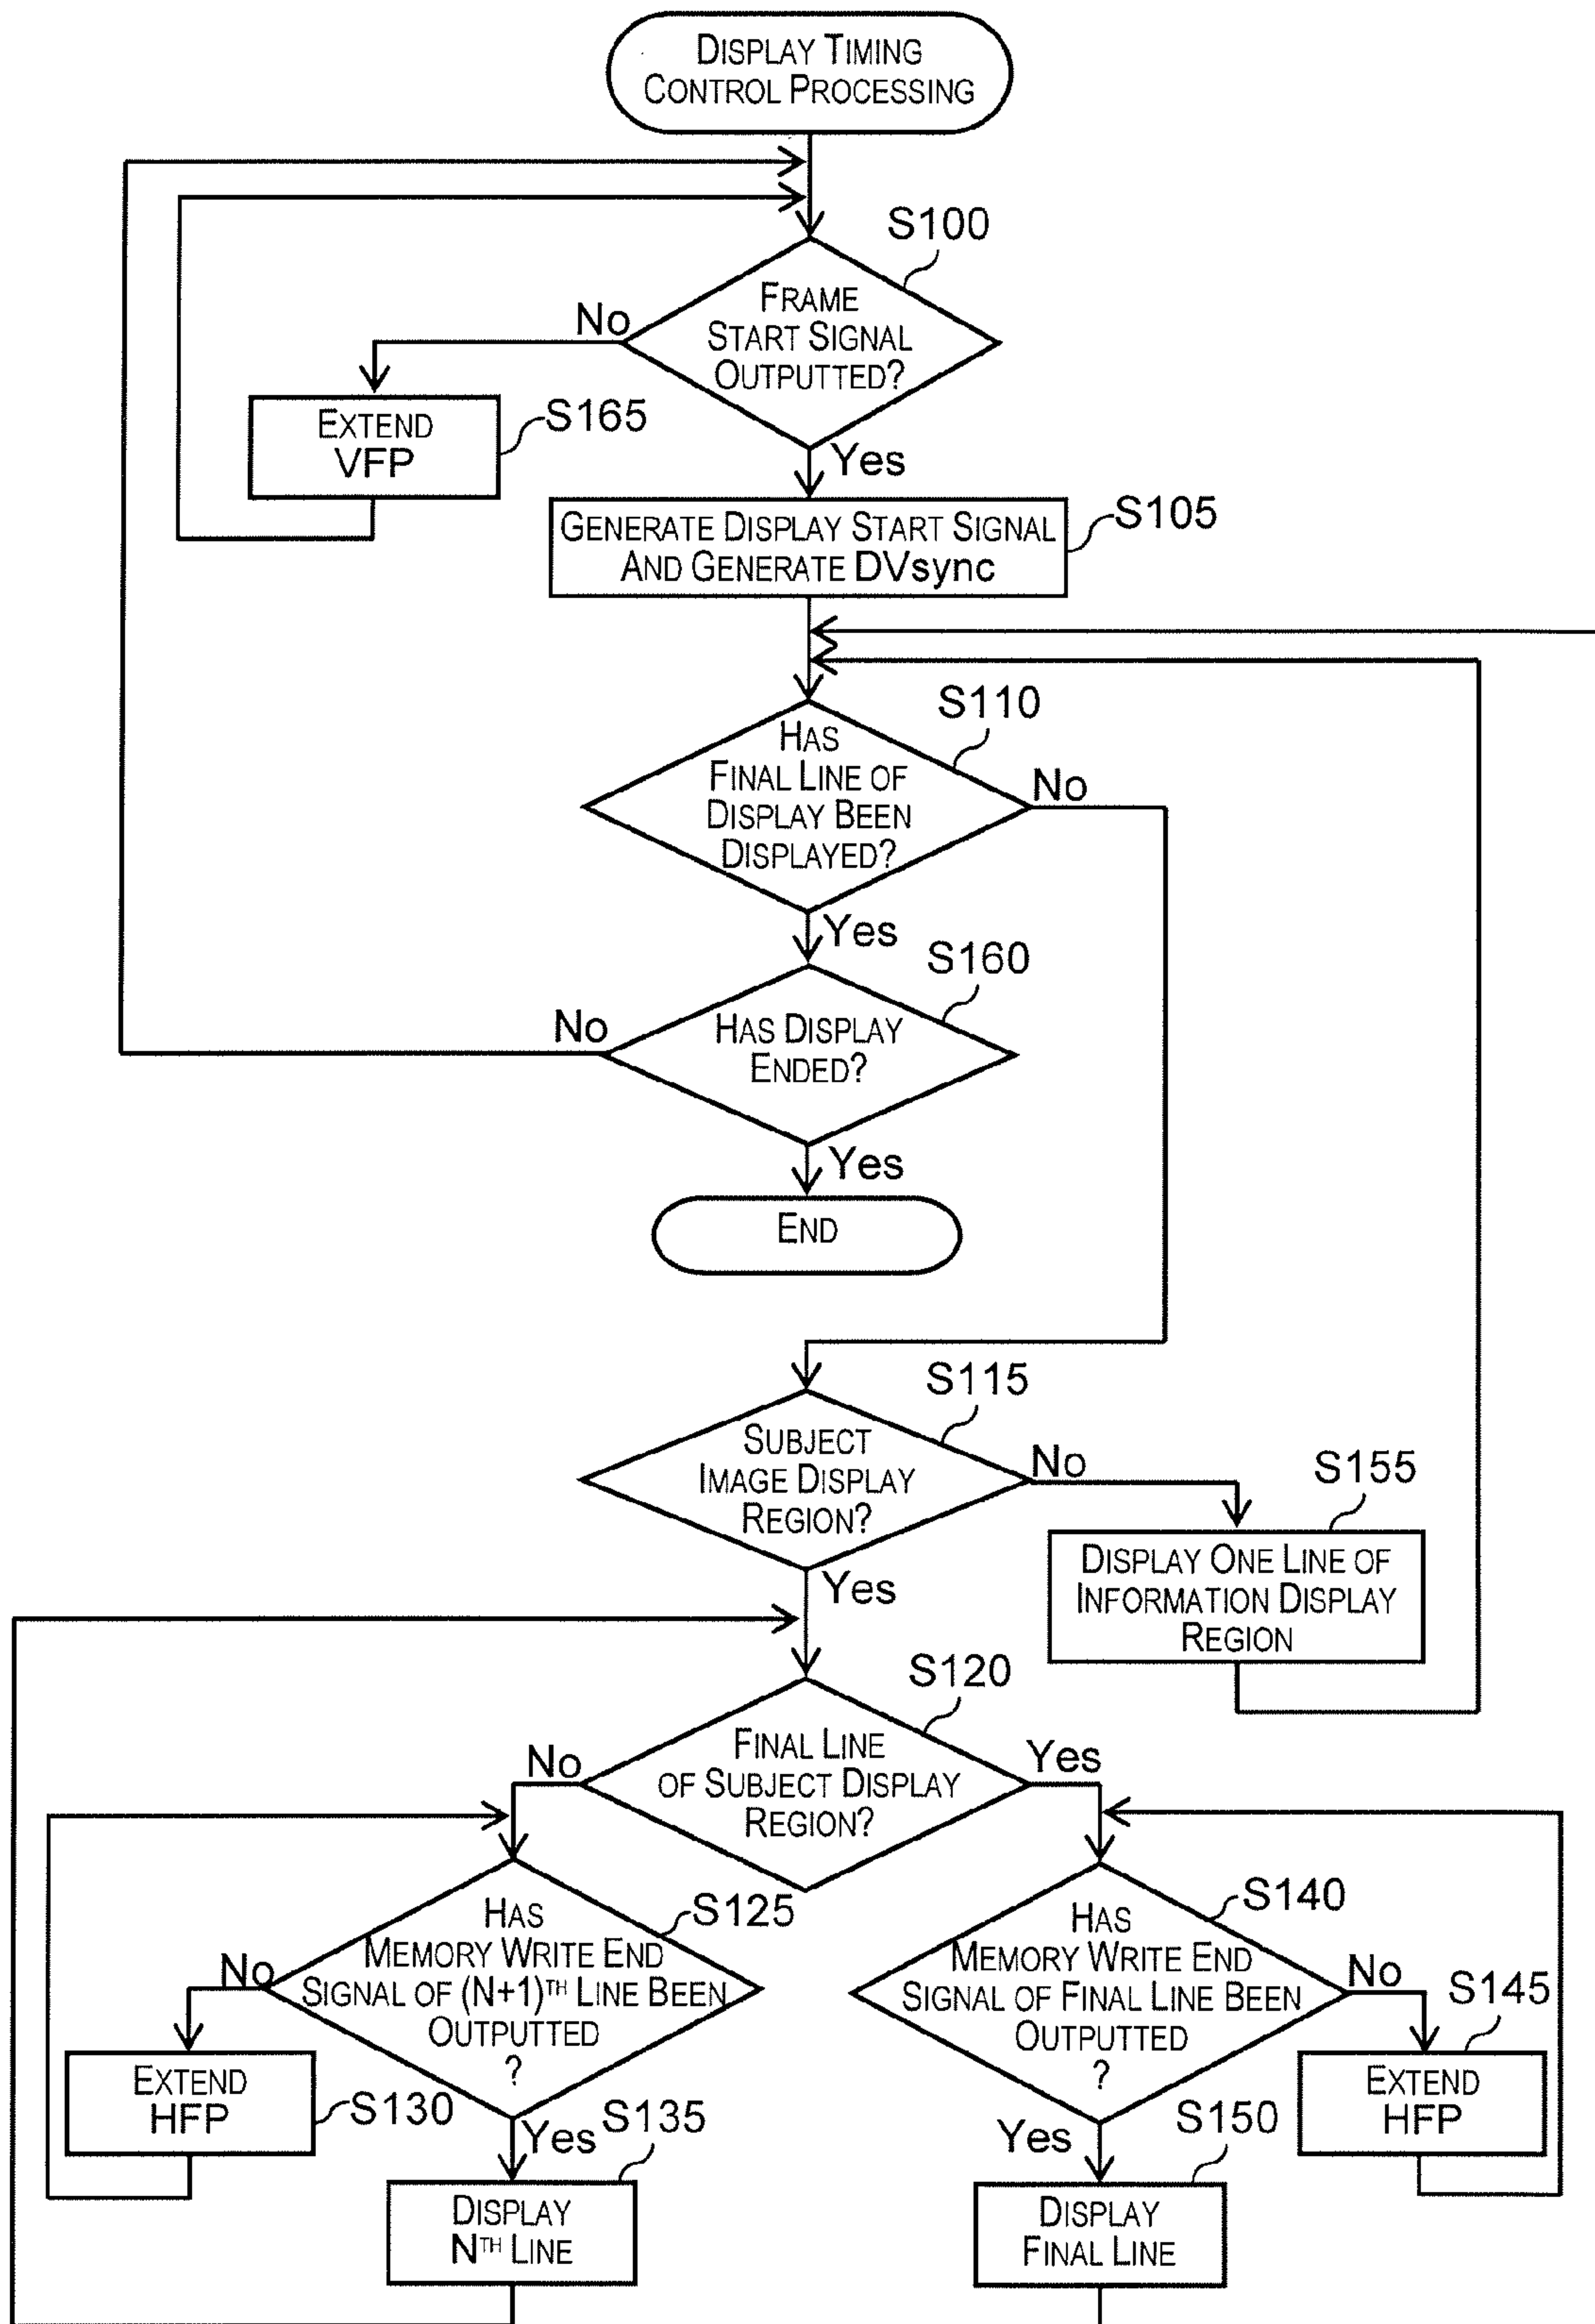 DISPLAY TIMING
CONTROL PROCESSING
S100
FRAME
START SIGNAL
OUTPUTTED?
No
Yes
EXTEND
VFP
S165
GENERATE DISPLAY START SIGNAL
AND GENERATE DVsync
S105
S110
HAS
FINAL LINE OF
DISPLAY BEEN
DISPLAYED?
No
Yes
S160
HAS DISPLAY
ENDED?
No
Yes
END
S115
SUBJECT
IMAGE DISPLAY
REGION?
No
Yes
S155
DISPLAY ONE LINE OF
INFORMATION DISPLAY
REGION
S120
FINAL LINE
OF SUBJECT DISPLAY
REGION?
No
Yes
S125
HAS
MEMORY WRITE END
SIGNAL OF (N+1)TH LINE BEEN
OUTPUTTED
?
No
Yes
EXTEND
HFP
S130
S135
DISPLAY
NTH LINE
S140
HAS
MEMORY WRITE END
SIGNAL OF FINAL LINE BEEN
OUTPUTTED
?
No
Yes
S145
EXTEND
HFP
S150
DISPLAY
FINAL LINE